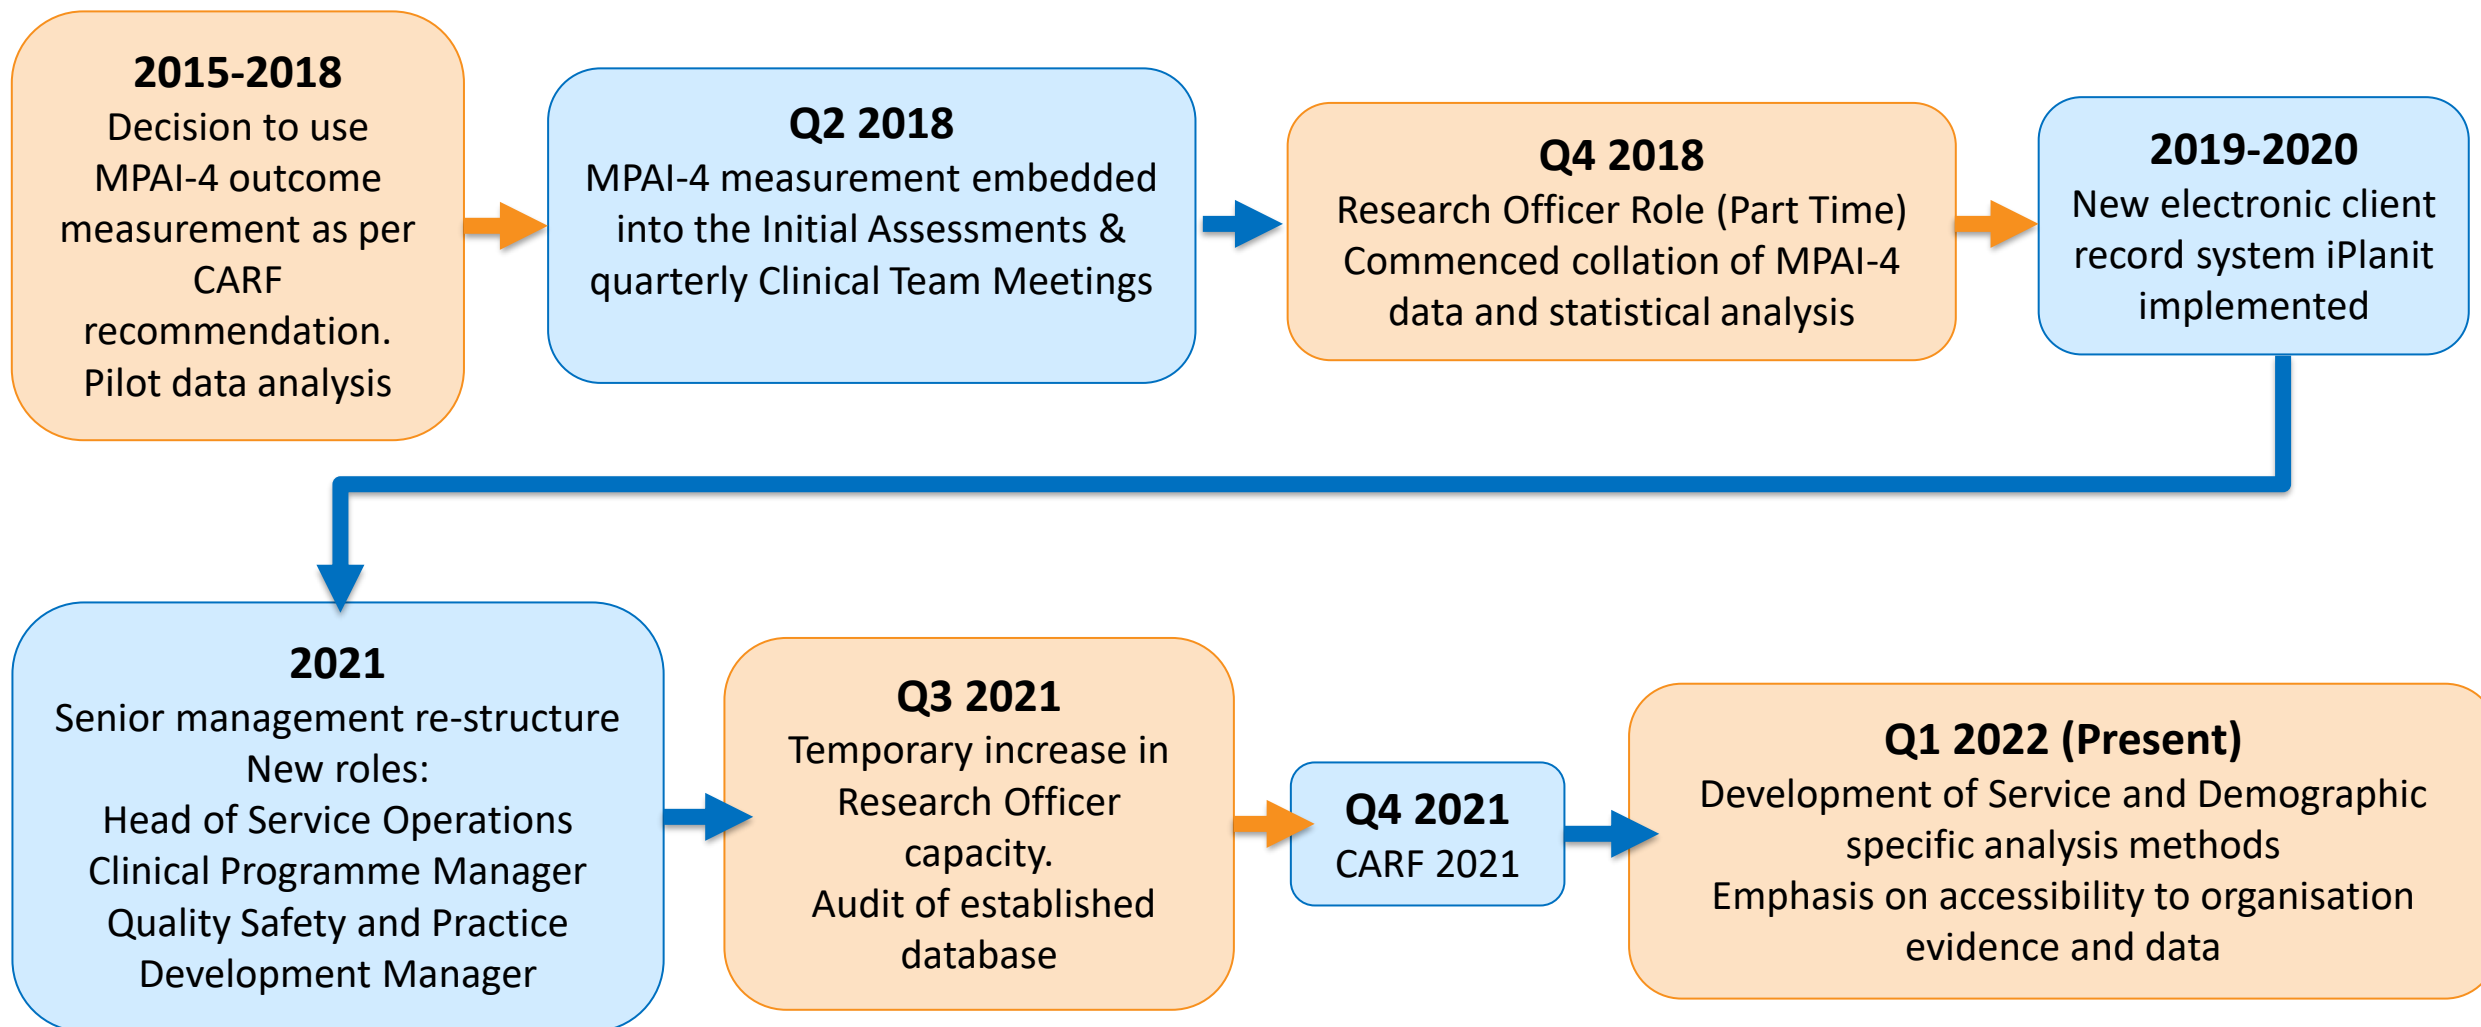 2015-2018
Decision to use
MPAI-4 outcome
measurement as per
CARF
recommendation.
Pilot data analysis
Q2 2018
MPAI-4 measurement embedded
into the Initial Assessments &
quarterly Clinical Team Meetings
Q4 2018
Research Officer Role (Part Time)
Commenced collation of MPAI-4
data and statistical analysis
2019-2020
New electronic client
record system iPlanit
implemented
2021
Senior management re-structure
New roles:
Head of Service Operations
Clinical Programme Manager
Quality Safety and Practice
Development Manager
Q3 2021
Temporary increase in
Research Officer
capacity.
Audit of established
database
Q4 2021
CARF 2021
Q1 2022 (Present)
Development of Service and Demographic
specific analysis methods
Emphasis on accessibility to organisation
evidence and data